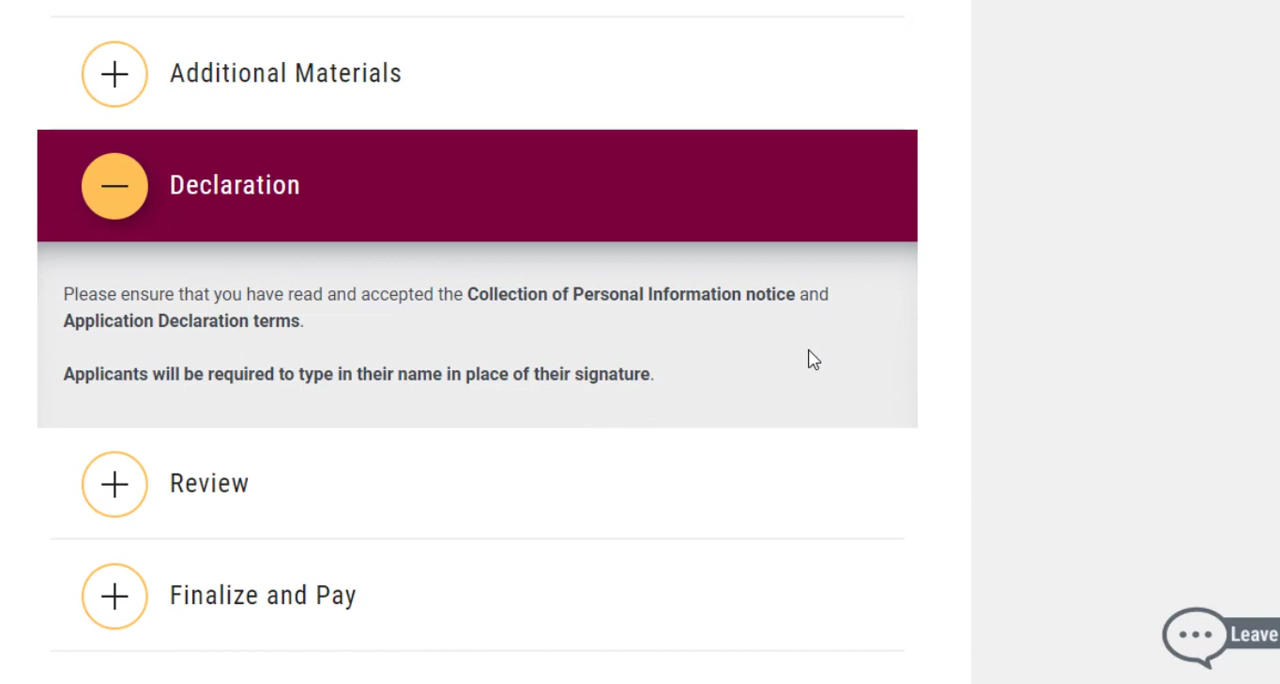 Additional Materials
Declaration
Please ensure that you have read and accepted the Collection of Personal Information notice and
Application Declaration terms.
Applicants will be required to type in their name in place of their signature.
Review
Finalize and Pay
Leave